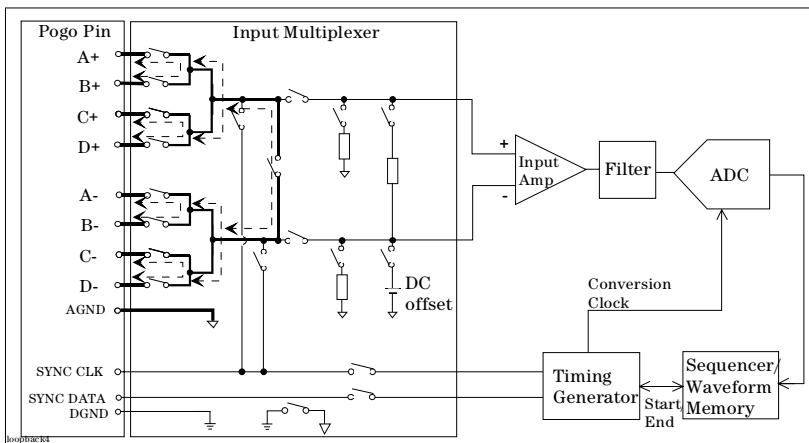 Pogo Pin
Input Multiplexer
A+
B+
C+
D+
A-
B-
C-
D-
AGND
SYNC CLK
SYNC DATA
DGND
DC
offset
+
-
Input
Amp
Filter
ADC
Conversion
Clock
Timing
Generator
Start/
End
Sequencer/
Waveform
Memory
loopback4